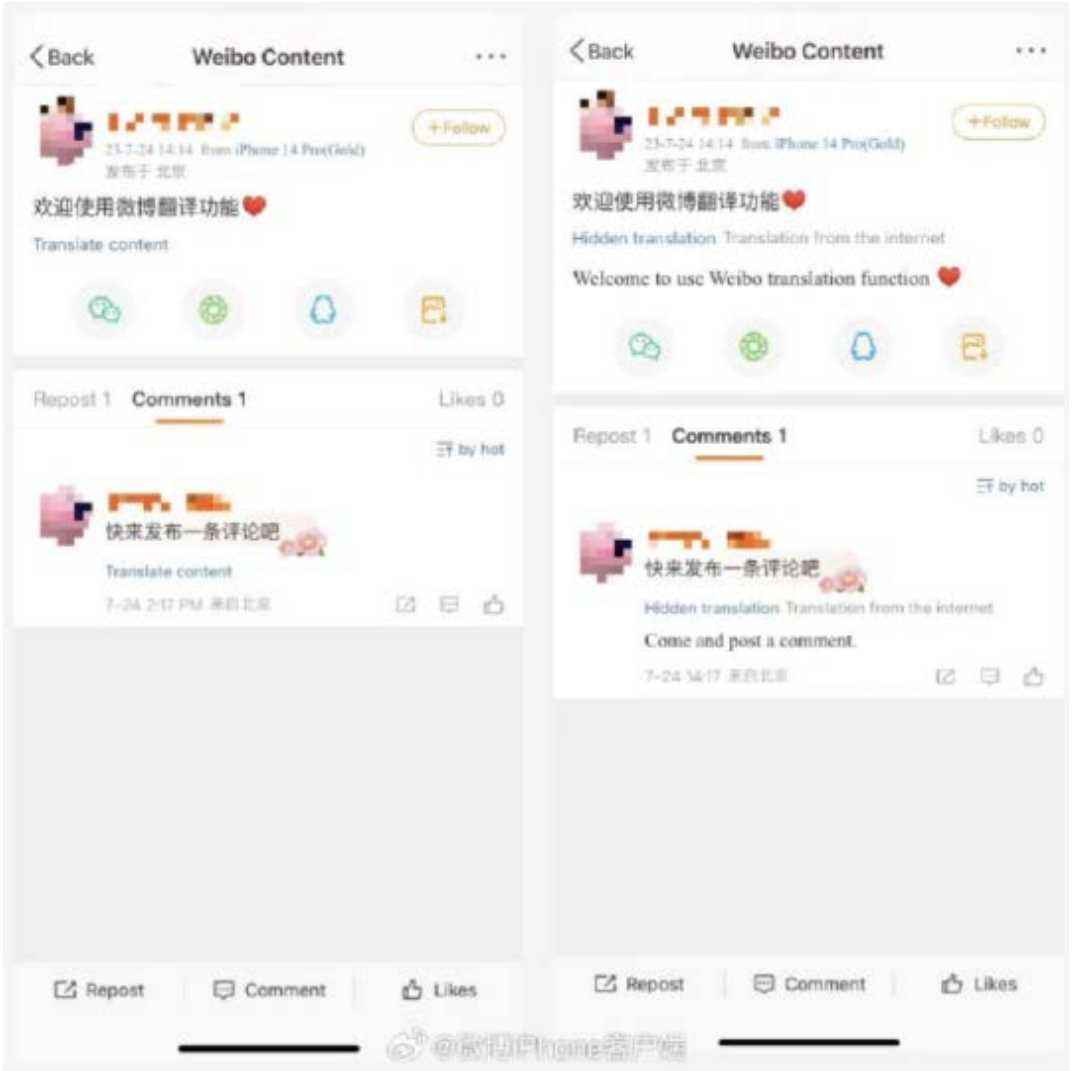 Back
Weibo Content
+Follow
23-7-24 14:14 from iPhone 14 Pro(Gold)
发布于 北京
欢迎使用微博翻译功能❤️
Translate content
Repost 1 Comments 1 Likes 0
by hot
快来发布一条评论吧
Translate content
7-24 2:17 PM 来自北京
Repost Comment Likes
Back
Weibo Content
+Follow
23-7-24 14:14 from iPhone 14 Pro(Gold)
发布于 北京
欢迎使用微博翻译功能❤️
Hidden translation Translation from the internet
Welcome to use Weibo translation function ❤️
Repost 1 Comments 1 Likes 0
by hot
快来发布一条评论吧
Hidden translation Translation from the internet
Come and post a comment.
7-24 14:17 来自北京
Repost Comment Likes
@微博iPhone客户端